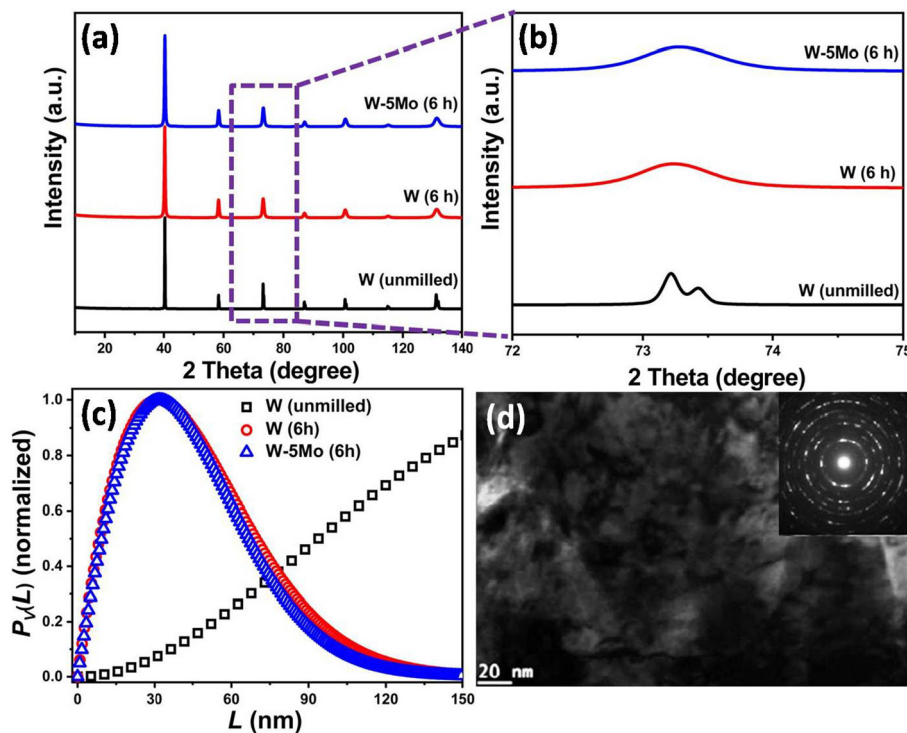 (a)
Intensity (a.u.)
W-5Mo (6 h)
W (6 h)
W (unmilled)
20 40 60 80 100 120 140
2 Theta (degree)
(b)
Intensity (a.u.)
W-5Mo (6 h)
W (6 h)
W (unmilled)
72 73 74 75
2 Theta (degree)
(c)
P_V(L) (normalized)
1.0
0.8
0.6
0.4
0.2
0.0
W (unmilled)
W (6h)
W-5Mo (6h)
0 30 60 90 120 150
L (nm)
(d)
20 nm